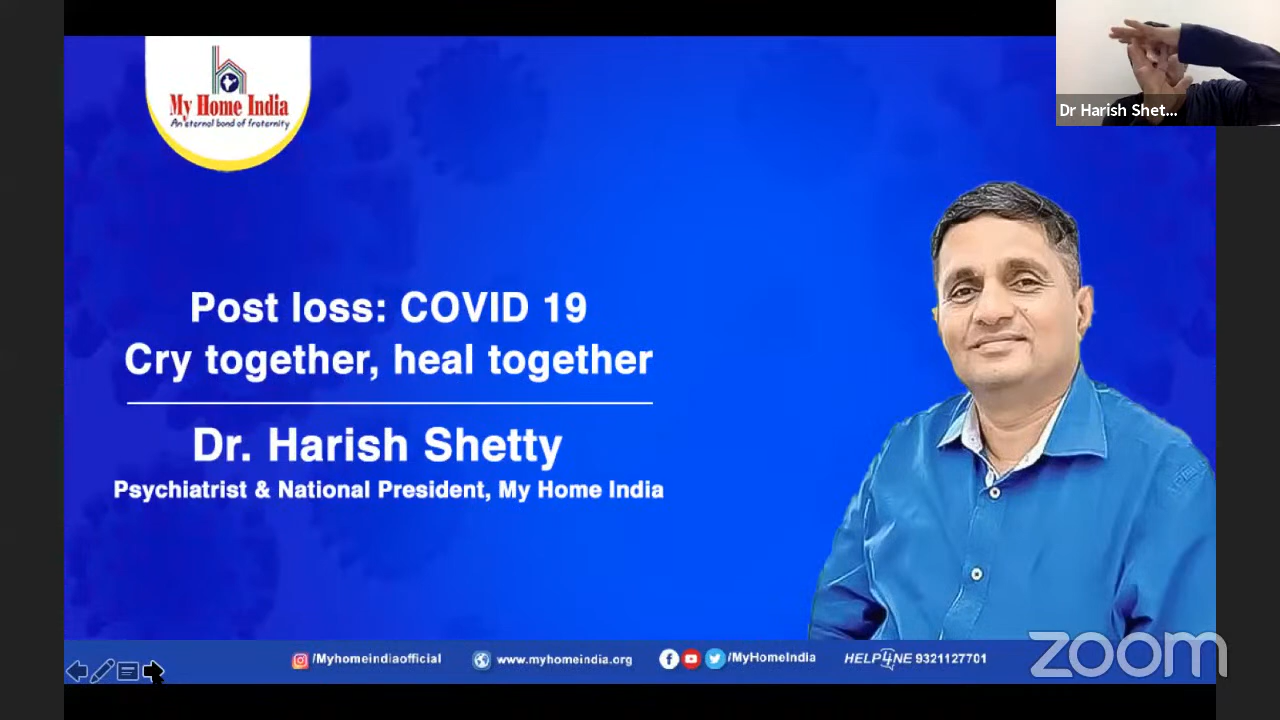 My Home India
An eternal bond of fraternity
Dr Harish Shet...
Post loss: COVID 19
Cry together, heal together
Dr. Harish Shetty
Psychiatrist & National President, My Home India
/Myhomeindiaofficial
www.myhomeindia.org
/MyHomeIndia
HELP4NE 9321127701
zoom